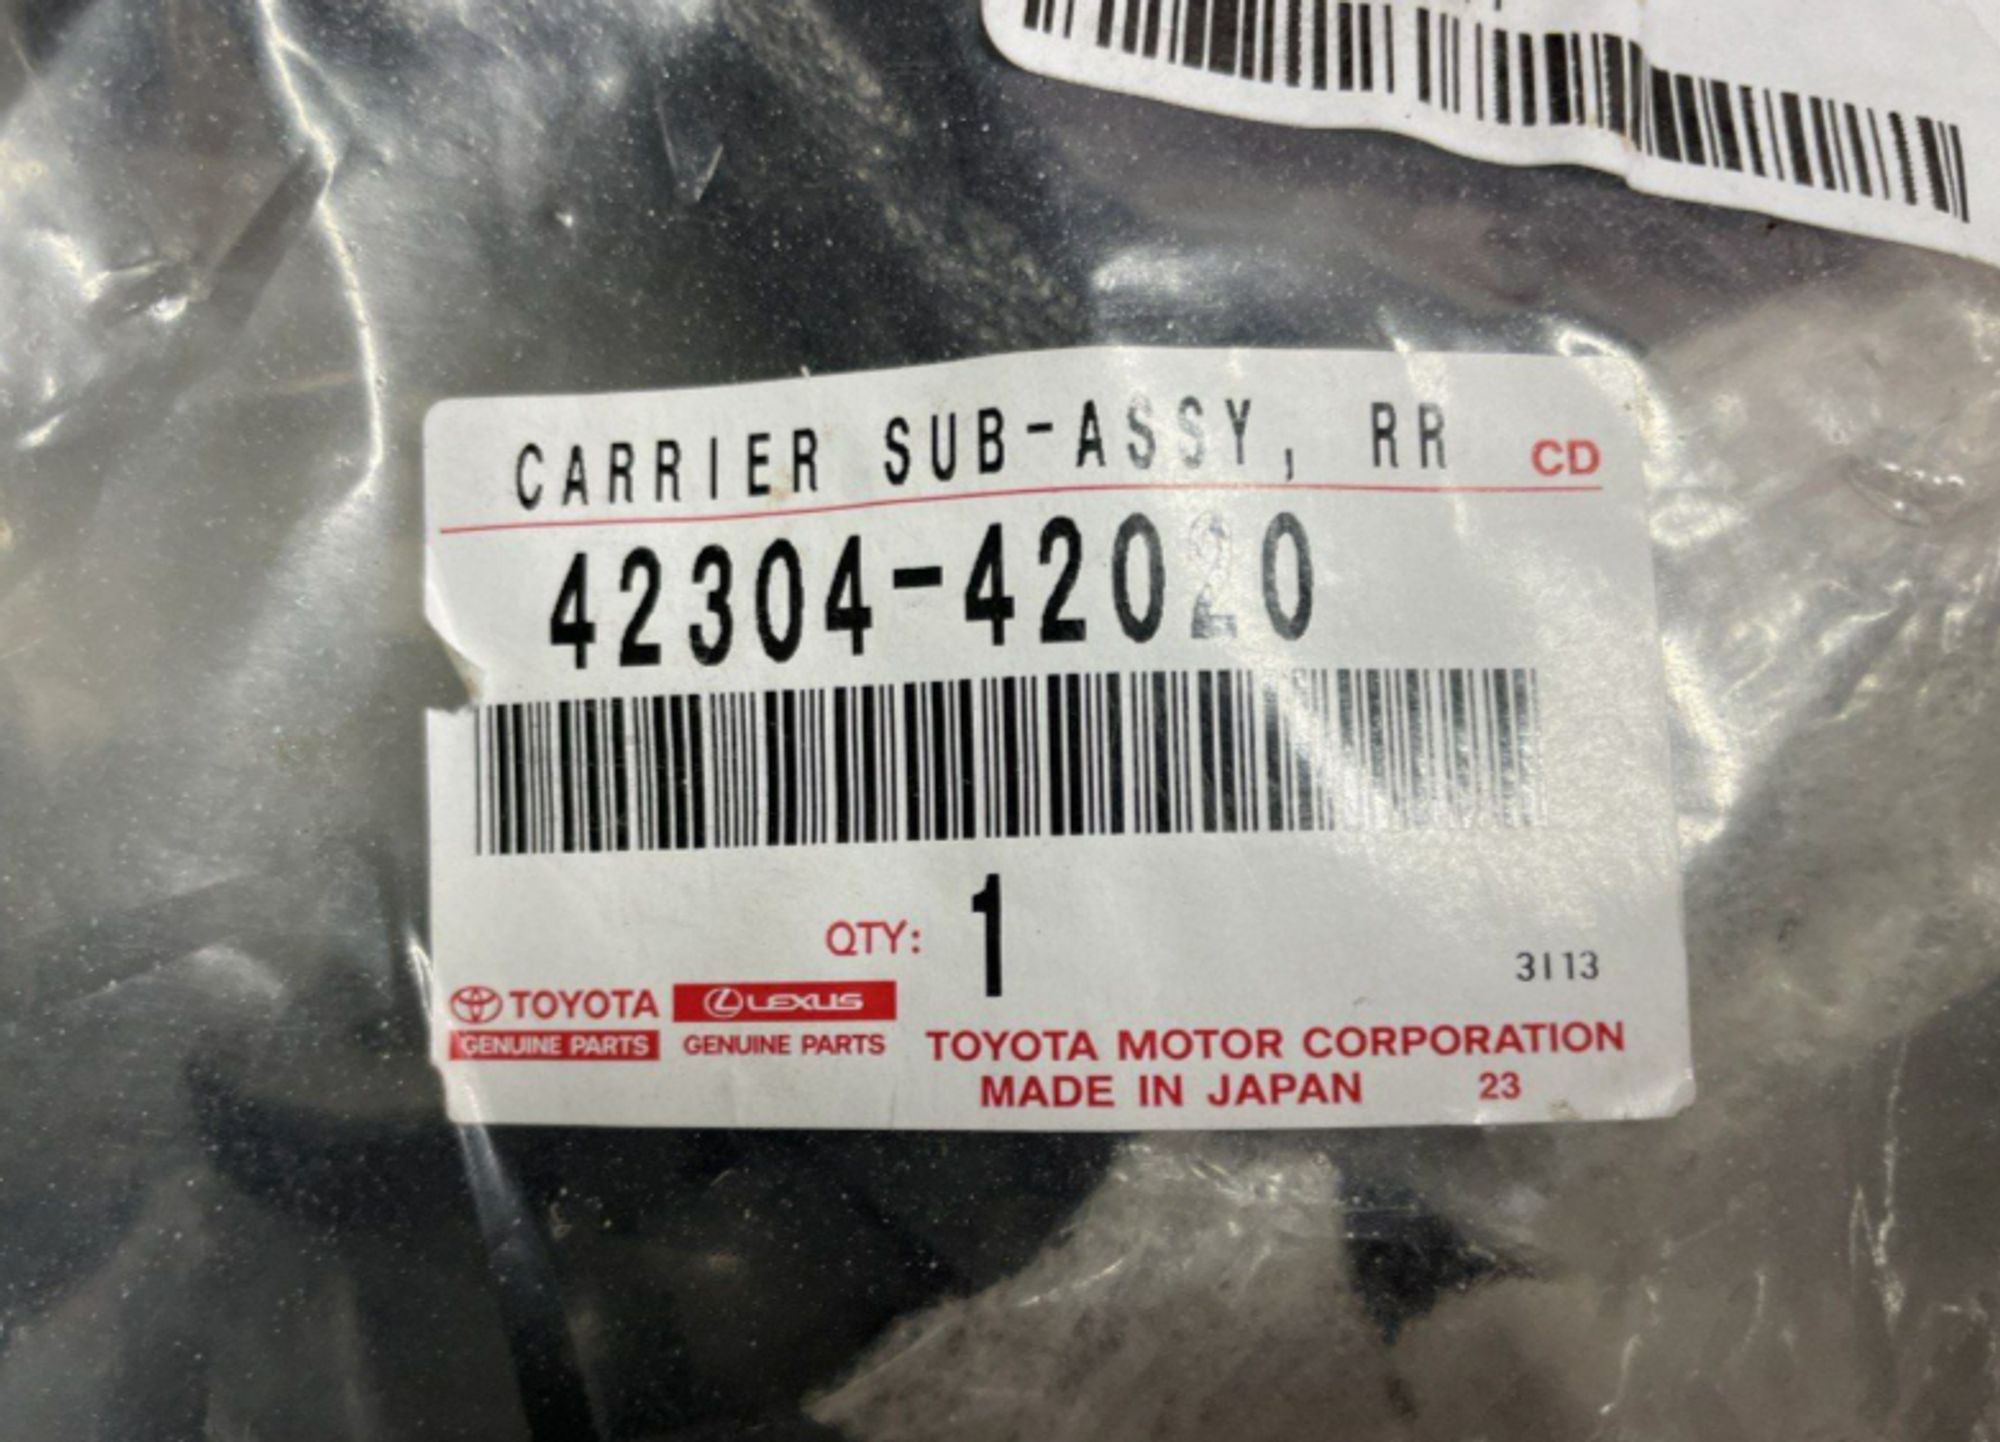 CARRIER SUB-ASSY, RR CD
42304-42020
QTY: 1
3113
TOYOTA LEXUS
GENUINE PARTS GENUINE PARTS
TOYOTA MOTOR CORPORATION
MADE IN JAPAN 23